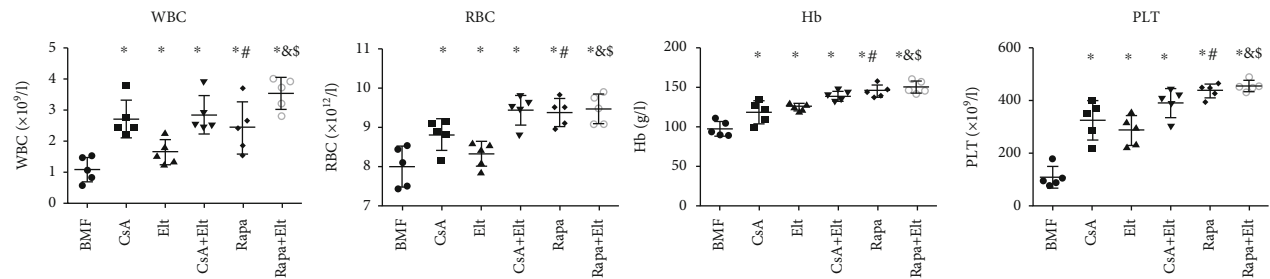 WBC
* * * *# *&$
WBC (×10⁹/l)
5
4
3
2
1
0
BMF
CsA
Elt
CsA+Elt
Rapa
Rapa+Elt
RBC
* * * *# *&$
RBC (×10¹²/l)
11
10
9
8
7
BMF
CsA
Elt
CsA+Elt
Rapa
Rapa+Elt
Hb
* * * *# *&$
Hb (g/l)
200
150
100
50
0
BMF
CsA
Elt
CsA+Elt
Rapa
Rapa+Elt
PLT
* * * *# *&$
PLT (×10⁹/l)
600
400
200
0
BMF
CsA
Elt
CsA+Elt
Rapa
Rapa+Elt